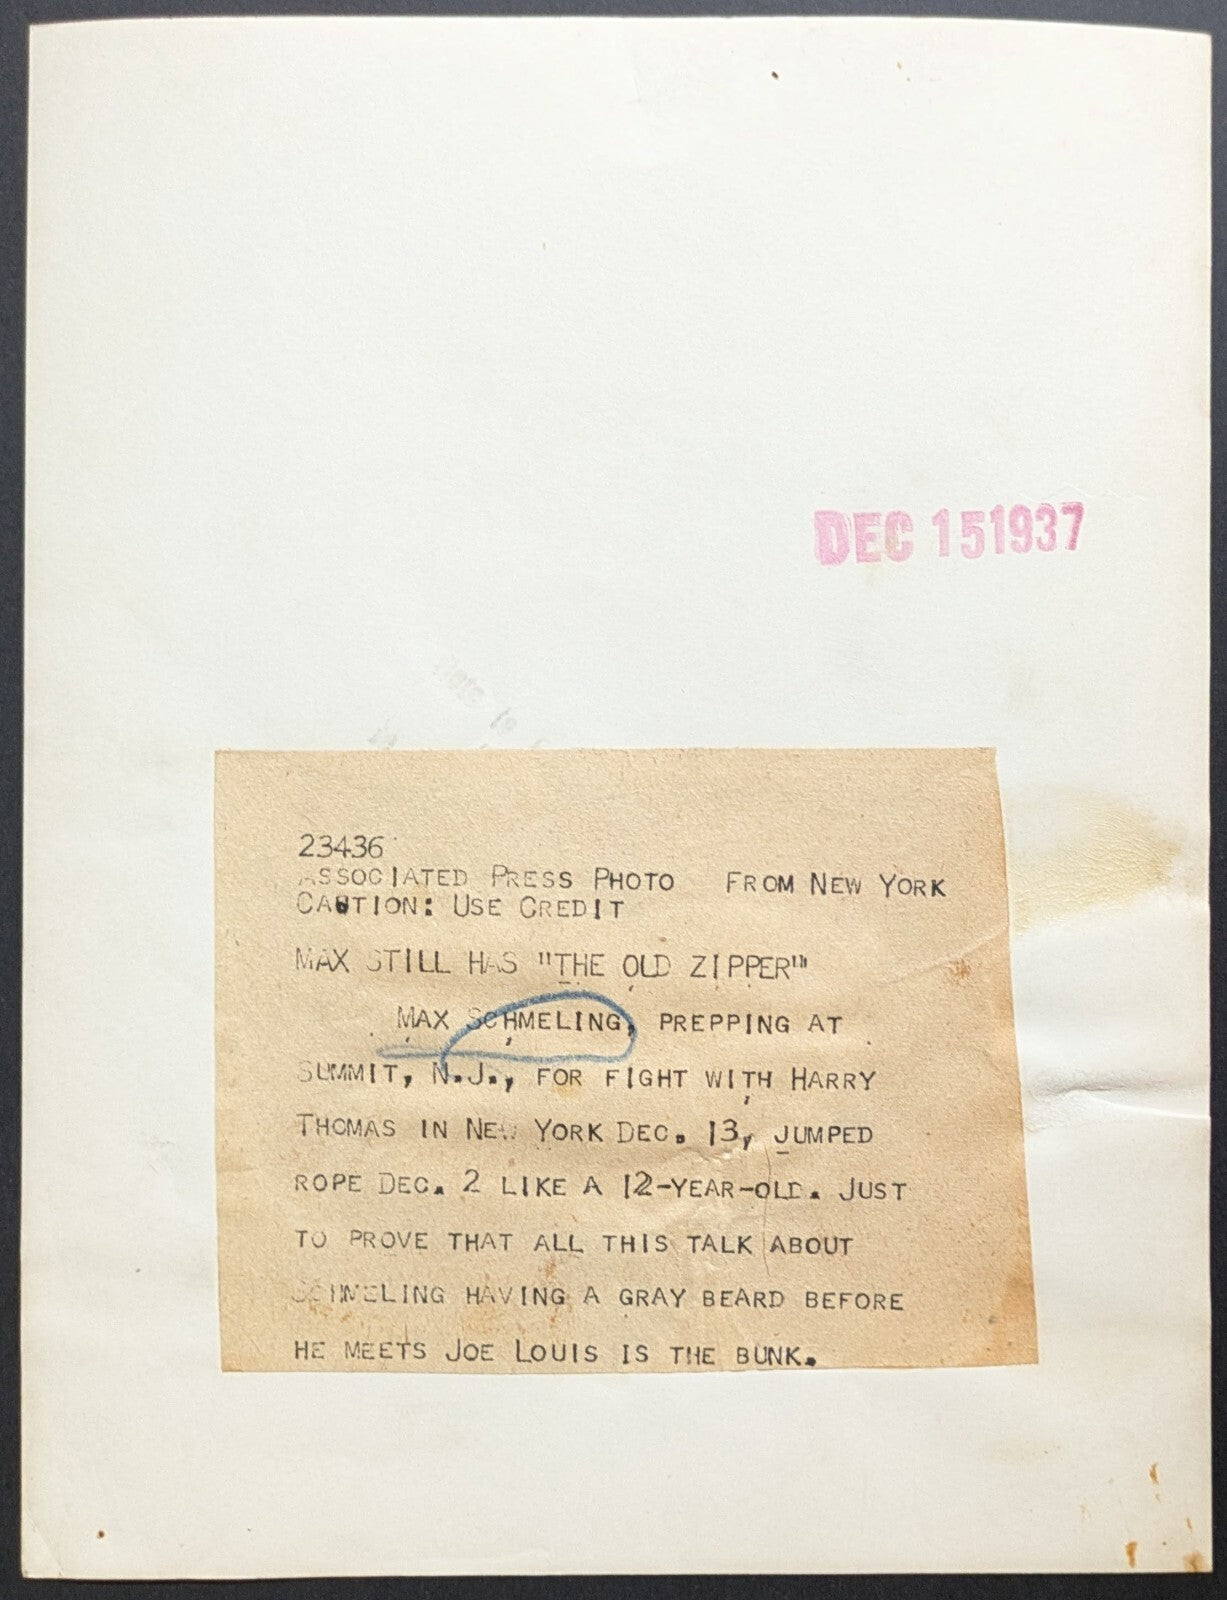 DEC 15 1937
23436
ASSOCIATED PRESS PHOTO FROM NEW YORK
CAUTION: USE CREDIT
MAX STILL HAS "THE OLD ZIPPER"
MAX SCHMELING, PREPPING AT
SUMMIT, N.J., FOR FIGHT WITH HARRY
THOMAS IN NEW YORK DEC. 13, JUMPED
ROPE DEC. 2 LIKE A 12-YEAR-OLD. JUST
TO PROVE THAT ALL THIS TALK ABOUT
SCHMELING HAVING A GRAY BEARD BEFORE
HE MEETS JOE LOUIS IS THE BUNK.